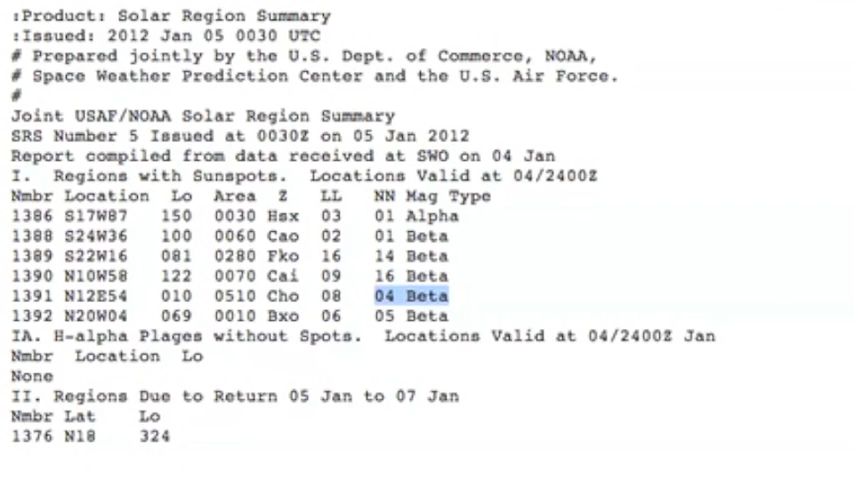 :Product: Solar Region Summary
:Issued: 2012 Jan 05 0030 UTC
# Prepared jointly by the U.S. Dept. of Commerce, NOAA,
# Space Weather Prediction Center and the U.S. Air Force.
#
Joint USAF/NOAA Solar Region Summary
SRS Number 5 Issued at 0030Z on 05 Jan 2012
Report compiled from data received at SWO on 04 Jan
I.  Regions with Sunspots.  Locations Valid at 04/2400Z
Nmbr Location  Lo  Area  Z   LL   NN Mag Type
1386 S17W87   150  0030 Hsx  03   01 Alpha
1388 S24W36   100  0060 Cao  02   01 Beta
1389 S22W16   081  0280 Fko  16   14 Beta
1390 N10W58   122  0070 Cai  09   16 Beta
1391 N12E54   010  0510 Cho  08   04 Beta
1392 N20W04   069  0010 Bxo  06   05 Beta
IA. H-alpha Plages without Spots.  Locations Valid at 04/2400Z Jan
Nmbr  Location  Lo
None
II. Regions Due to Return 05 Jan to 07 Jan
Nmbr Lat    Lo
1376 N18    324